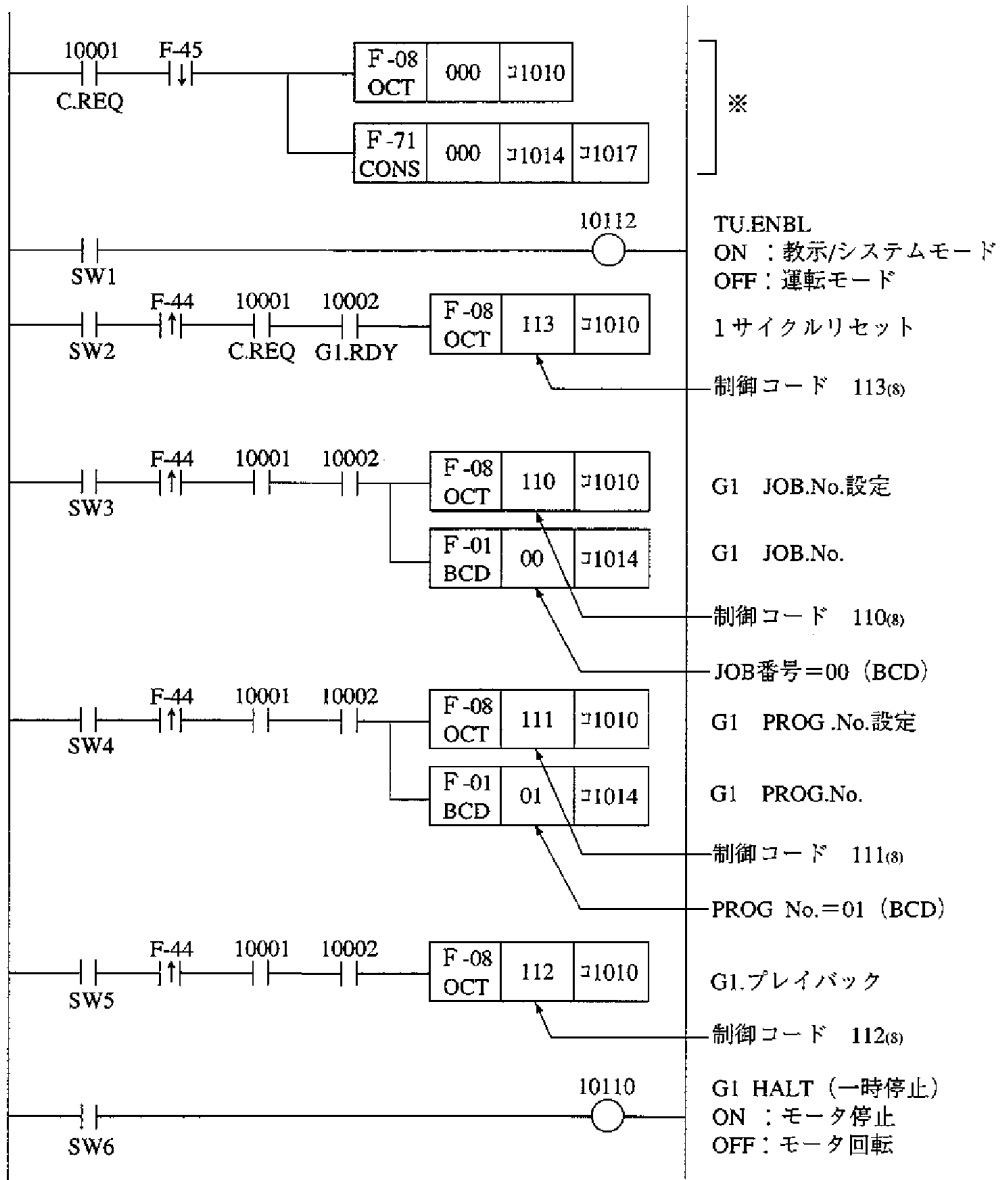 10001 F-45
C.REQ
F-08 OCT 000 コ1010
F-71 CONS 000 コ1014 コ1017
※
10112
SW1
TU.ENBL
ON ：教示/システムモード
OFF：運転モード
F-44 10001 10002
SW2 C.REQ G1.RDY
F-08 OCT 113 コ1010
1サイクルリセット
制御コード 113(8)
F-44 10001 10002
SW3
F-08 OCT 110 コ1010
G1 JOB.No.設定
F-01 BCD 00 コ1014
G1 JOB.No.
制御コード 110(8)
JOB番号＝00（BCD）
F-44 10001 10002
SW4
F-08 OCT 111 コ1010
G1 PROG.No.設定
F-01 BCD 01 コ1014
G1 PROG.No.
制御コード 111(8)
PROG No.＝01（BCD）
F-44 10001 10002
SW5
F-08 OCT 112 コ1010
G1.プレイバック
制御コード 112(8)
10110
SW6
G1 HALT（一時停止）
ON ：モータ停止
OFF：モータ回転